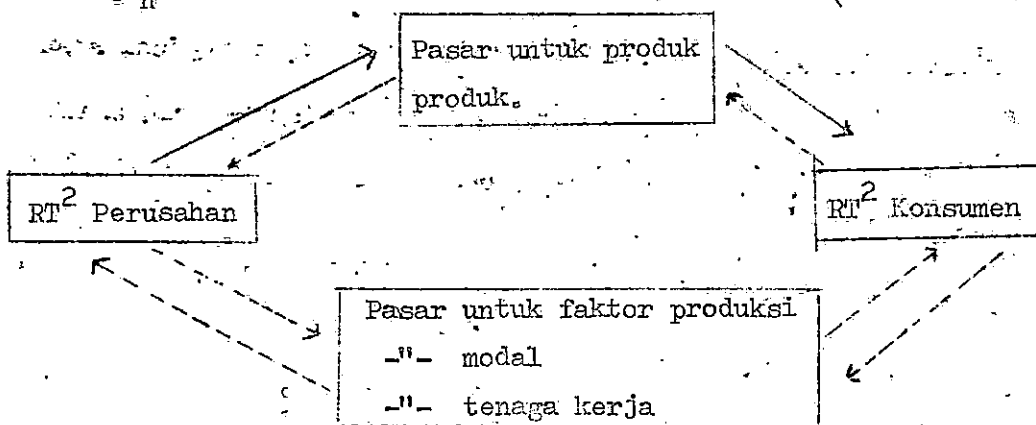 = n
Pasar untuk produk
produk.
RT² Perusahan
RT² Konsumen
Pasar untuk faktor produksi
-"- modal
-"- tenaga kerja